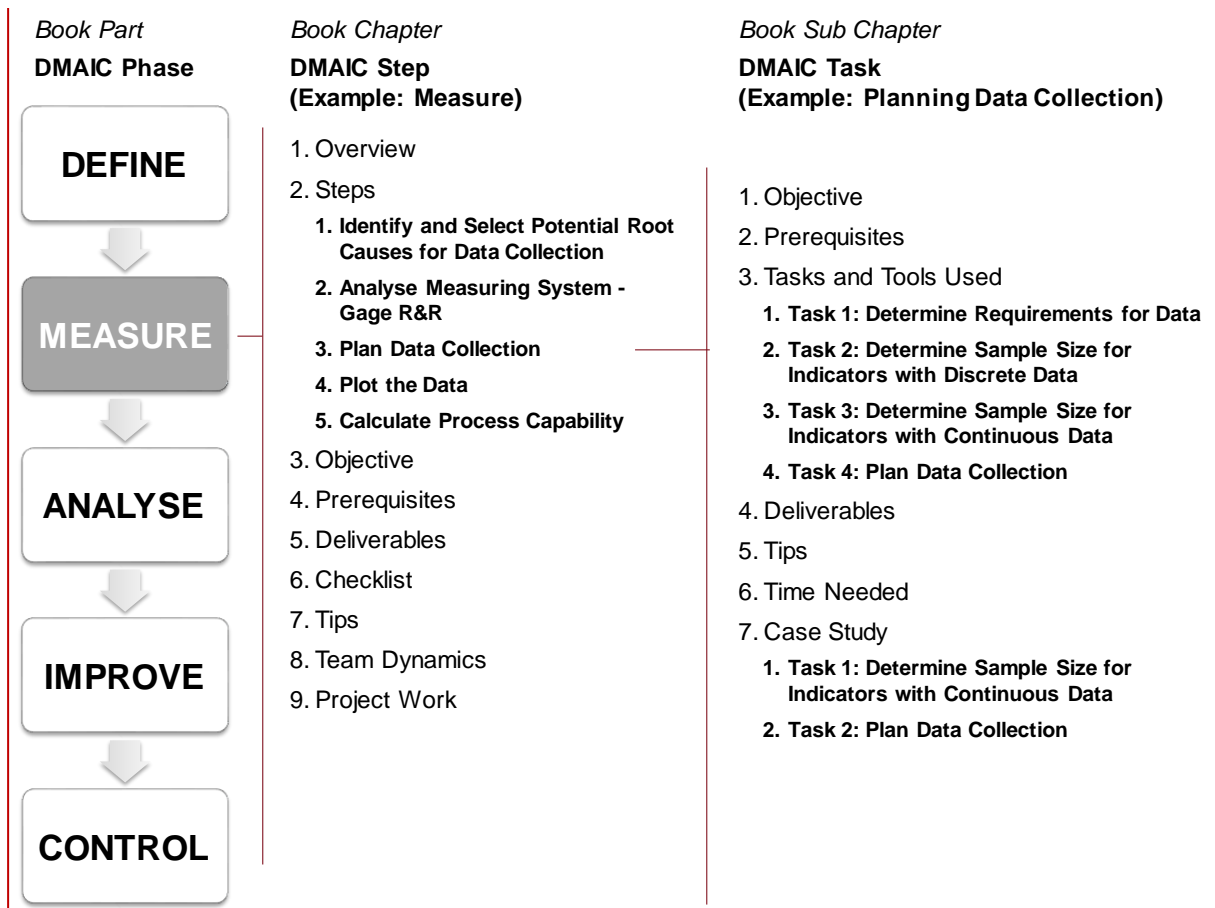 Book Part
DMAIC Phase
DEFINE
MEASURE
ANALYSE
IMPROVE
CONTROL
Book Chapter
DMAIC Step
(Example: Measure)
1. Overview
2. Steps
1. Identify and Select Potential Root
Causes for Data Collection
2. Analyse Measuring System -
Gage R&R
3. Plan Data Collection
4. Plot the Data
5. Calculate Process Capability
3. Objective
4. Prerequisites
5. Deliverables
6. Checklist
7. Tips
8. Team Dynamics
9. Project Work
Book Sub Chapter
DMAIC Task
(Example: Planning Data Collection)
1. Objective
2. Prerequisites
3. Tasks and Tools Used
1. Task 1: Determine Requirements for Data
2. Task 2: Determine Sample Size for
Indicators with Discrete Data
3. Task 3: Determine Sample Size for
Indicators with Continuous Data
4. Task 4: Plan Data Collection
4. Deliverables
5. Tips
6. Time Needed
7. Case Study
1. Task 1: Determine Sample Size for
Indicators with Continuous Data
2. Task 2: Plan Data Collection